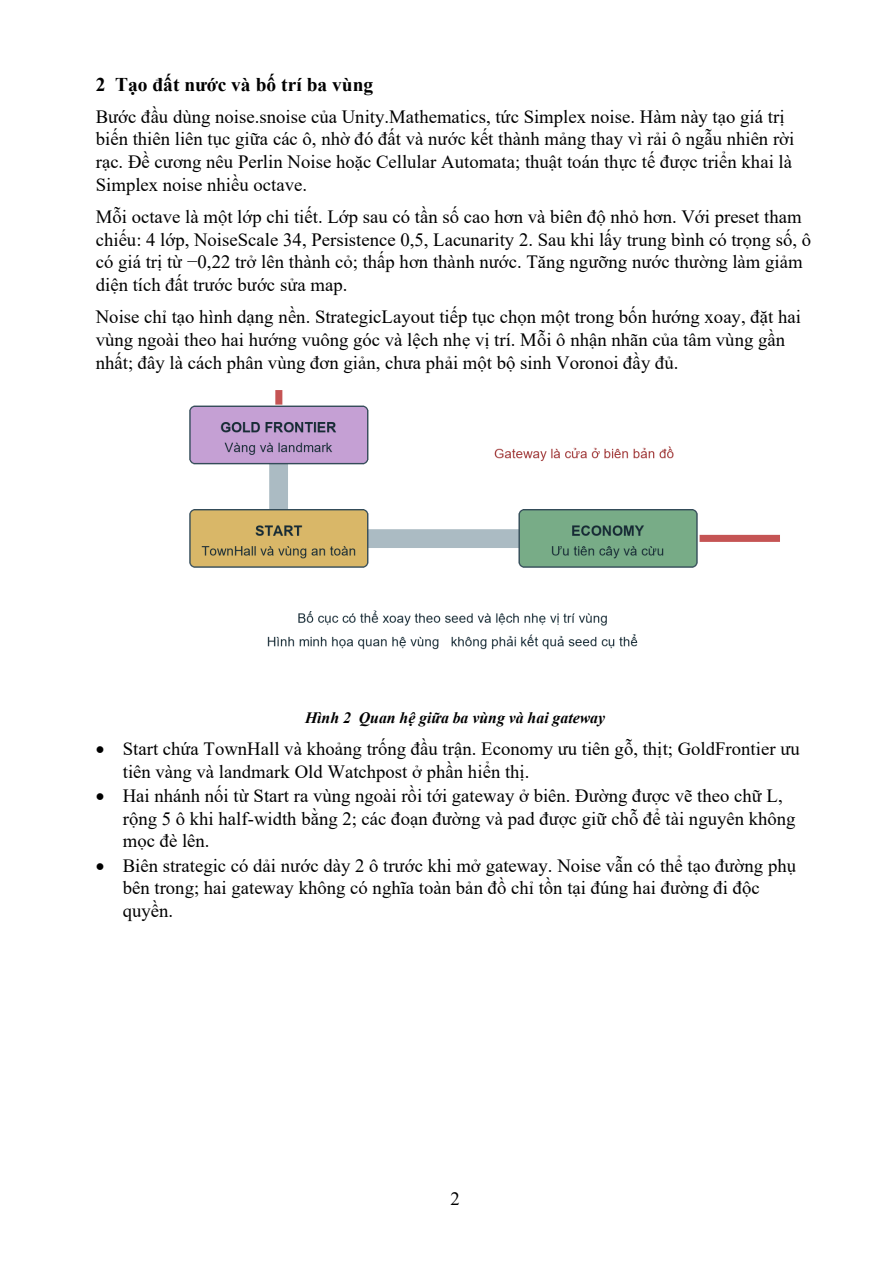 2 Tạo đất nước và bố trí ba vùng
Bước đầu dùng noise.snoise của Unity.Mathematics, tức Simplex noise. Hàm này tạo giá trị
biến thiên liên tục giữa các ô, nhờ đó đất và nước kết thành mảng thay vì rải ô ngẫu nhiên rời
rạc. Đề cương nêu Perlin Noise hoặc Cellular Automata; thuật toán thực tế được triển khai là
Simplex noise nhiều octave.
Mỗi octave là một lớp chi tiết. Lớp sau có tần số cao hơn và biên độ nhỏ hơn. Với preset tham
chiếu: 4 lớp, NoiseScale 34, Persistence 0,5, Lacunarity 2. Sau khi lấy trung bình có trọng số, ô
có giá trị từ −0,22 trở lên thành cỏ; thấp hơn thành nước. Tăng ngưỡng nước thường làm giảm
diện tích đất trước bước sửa map.
Noise chỉ tạo hình dạng nền. StrategicLayout tiếp tục chọn một trong bốn hướng xoay, đặt hai
vùng ngoài theo hai hướng vuông góc và lệch nhẹ vị trí. Mỗi ô nhận nhãn của tâm vùng gần
nhất; đây là cách phân vùng đơn giản, chưa phải một bộ sinh Voronoi đầy đủ.
GOLD FRONTIER
Vàng và landmark
Gateway là cửa ở biên bản đồ
START
TownHall và vùng an toàn
ECONOMY
Ưu tiên cây và cừu
Bố cục có thể xoay theo seed và lệch nhẹ vị trí vùng
Hình minh họa quan hệ vùng không phải kết quả seed cụ thể
Hình 2 Quan hệ giữa ba vùng và hai gateway
• Start chứa TownHall và khoảng trống đầu trận. Economy ưu tiên gỗ, thịt; GoldFrontier ưu
tiên vàng và landmark Old Watchpost ở phần hiển thị.
• Hai nhánh nối từ Start ra vùng ngoài rồi tới gateway ở biên. Đường được vẽ theo chữ L,
rộng 5 ô khi half-width bằng 2; các đoạn đường và pad được giữ chỗ để tài nguyên không
mọc đè lên.
• Biên strategic có dải nước dày 2 ô trước khi mở gateway. Noise vẫn có thể tạo đường phụ
bên trong; hai gateway không có nghĩa toàn bản đồ chỉ tồn tại đúng hai đường đi độc
quyền.
2